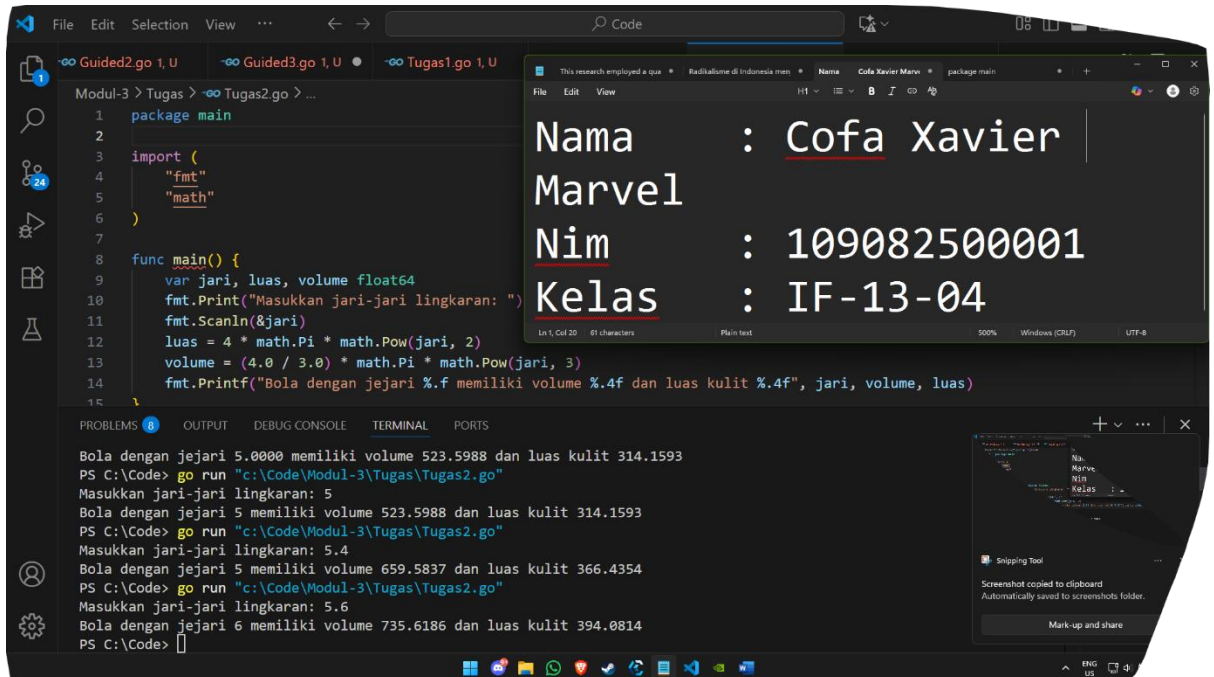 File Edit Selection View ··· ← → Code
Guided2.go 1, U Guided3.go 1, U ● Tugas1.go 1, U
Modul-3 > Tugas > Tugas2.go > ...
1 package main
2
3 import (
4 "fmt"
5 "math"
6 )
7
8 func main() {
9 var jari, luas, volume float64
10 fmt.Print("Masukkan jari-jari lingkaran: ")
11 fmt.Scanln(&jari)
12 luas = 4 * math.Pi * math.Pow(jari, 2)
13 volume = (4.0 / 3.0) * math.Pi * math.Pow(jari, 3)
14 fmt.Printf("Bola dengan jejari %.f memiliki volume %.4f dan luas kulit %.4f", jari, volume, luas)
15 }
1
24
This research employed a qua Radikalisme di Indonesia Nama Cofa Xavier package main
File Edit View H1 B I
Nama : Cofa Xavier
Marvel
Nim : 109082500001
Kelas : IF-13-04
Ln 1, Col 20 61 characters Plain text 500% Windows (CRLF) UTF-8
PROBLEMS 8 OUTPUT DEBUG CONSOLE TERMINAL PORTS
Bola dengan jejari 5.0000 memiliki volume 523.5988 dan luas kulit 314.1593
PS C:\Code> go run "c:\Code\Modul-3\Tugas\Tugas2.go"
Masukkan jari-jari lingkaran: 5
Bola dengan jejari 5 memiliki volume 523.5988 dan luas kulit 314.1593
PS C:\Code> go run "c:\Code\Modul-3\Tugas\Tugas2.go"
Masukkan jari-jari lingkaran: 5.4
Bola dengan jejari 5 memiliki volume 659.5837 dan luas kulit 366.4354
PS C:\Code> go run "c:\Code\Modul-3\Tugas\Tugas2.go"
Masukkan jari-jari lingkaran: 5.6
Bola dengan jejari 6 memiliki volume 735.6186 dan luas kulit 394.0814
PS C:\Code>
Marve
Nim
Kelas :
Snipping Tool ···
Screenshot copied to clipboard
Automatically saved to screenshots folder.
Mark-up and share
ENG
US